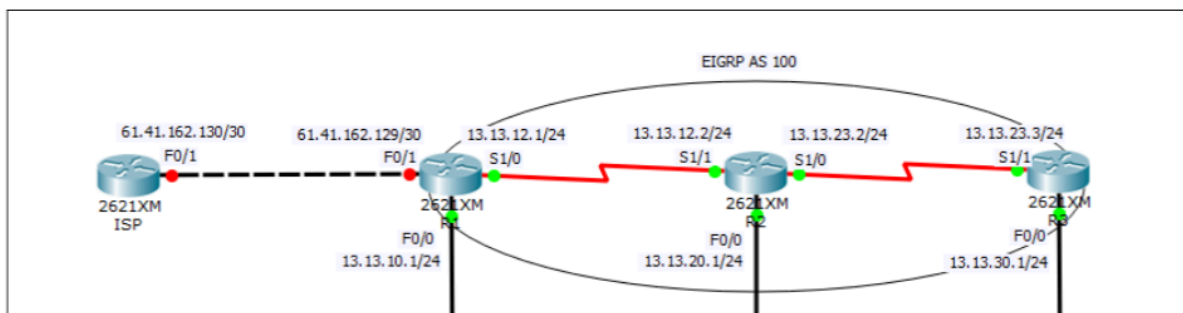 EIGRP AS 100
61.41.162.130/30
61.41.162.129/30
13.13.12.1/24
13.13.12.2/24
13.13.23.2/24
13.13.23.3/24
F0/1
F0/1
S1/0
S1/1
S1/0
S1/1
2621XM
ISP
2621XM
R1
2621XM
R2
2621XM
R3
F0/0
13.13.10.1/24
F0/0
13.13.20.1/24
F0/0
13.13.30.1/24